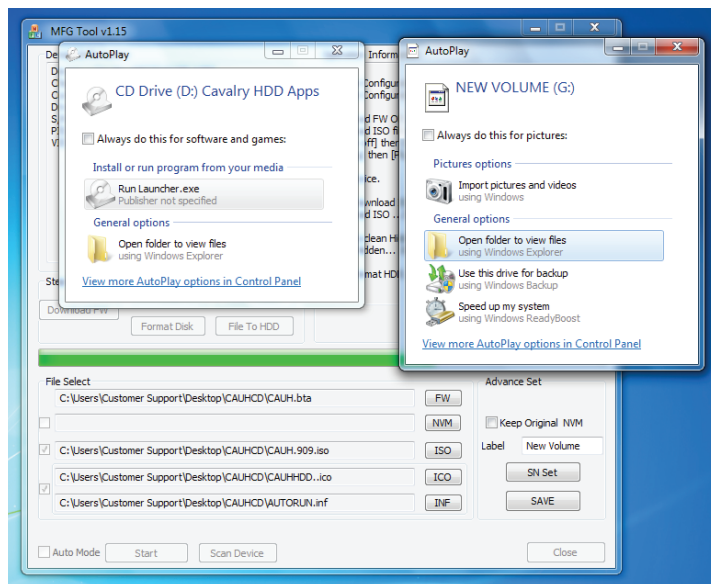 MFG Tool v1.15
AutoPlay
CD Drive (D:) Cavalry HDD Apps
Always do this for software and games:
Install or run program from your media
Run Launcher.exe
Publisher not specified
General options
Open folder to view files
using Windows Explorer
View more AutoPlay options in Control Panel
AutoPlay
NEW VOLUME (G:)
Always do this for pictures:
Pictures options
Import pictures and videos
using Windows
General options
Open folder to view files
using Windows Explorer
Use this drive for backup
using Windows Backup
Speed up my system
using Windows ReadyBoost
View more AutoPlay options in Control Panel
Download FW
Format Disk
File To HDD
File Select
C:\Users\Customer Support\Desktop\CAUHCD\CAUH.bta
FW
NVM
C:\Users\Customer Support\Desktop\CAUHCD\CAUH.909.iso
ISO
C:\Users\Customer Support\Desktop\CAUHCD\CAUHHDD..ico
ICO
C:\Users\Customer Support\Desktop\CAUHCD\AUTORUN.inf
INF
Advance Set
Keep Original NVM
Label
New Volume
SN Set
SAVE
Auto Mode
Start
Scan Device
Close